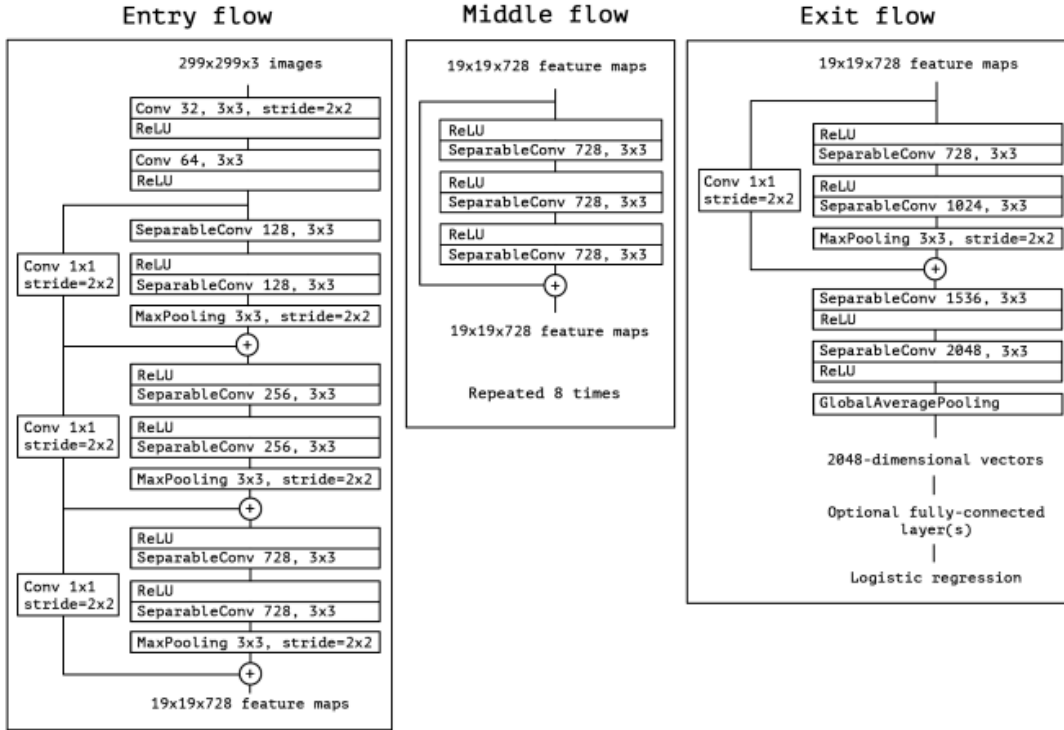 Entry flow
299x299x3 images
Conv 32, 3x3, stride=2x2
ReLU
Conv 64, 3x3
ReLU
SeparableConv 128, 3x3
Conv 1x1
stride=2x2
ReLU
SeparableConv 128, 3x3
MaxPooling 3x3, stride=2x2
+
ReLU
SeparableConv 256, 3x3
Conv 1x1
stride=2x2
ReLU
SeparableConv 256, 3x3
MaxPooling 3x3, stride=2x2
+
ReLU
SeparableConv 728, 3x3
Conv 1x1
stride=2x2
ReLU
SeparableConv 728, 3x3
MaxPooling 3x3, stride=2x2
+
19x19x728 feature maps
Middle flow
19x19x728 feature maps
ReLU
SeparableConv 728, 3x3
ReLU
SeparableConv 728, 3x3
ReLU
SeparableConv 728, 3x3
+
19x19x728 feature maps
Repeated 8 times
Exit flow
19x19x728 feature maps
ReLU
SeparableConv 728, 3x3
Conv 1x1
stride=2x2
ReLU
SeparableConv 1024, 3x3
MaxPooling 3x3, stride=2x2
+
SeparableConv 1536, 3x3
ReLU
SeparableConv 2048, 3x3
ReLU
GlobalAveragePooling
2048-dimensional vectors
Optional fully-connected
layer(s)
Logistic regression